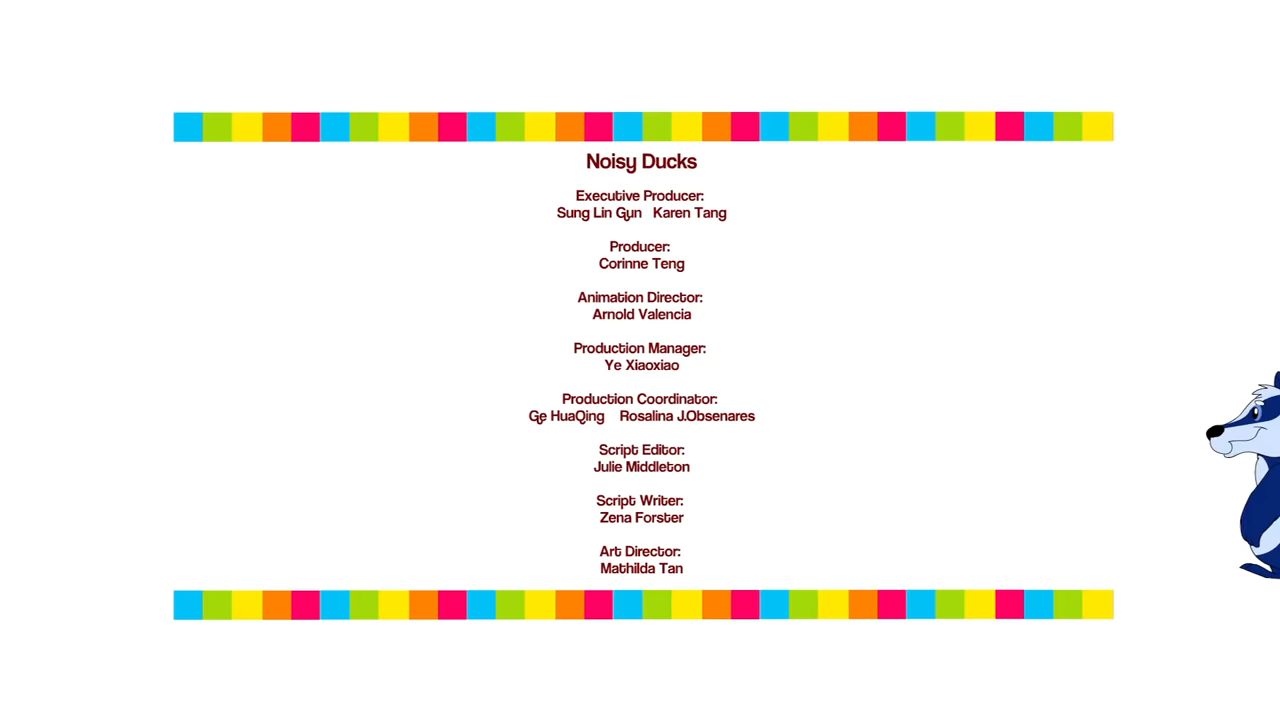 Noisy Ducks
Executive Producer:
Sung Lin Gun   Karen Tang
Producer:
Corinne Teng
Animation Director:
Arnold Valencia
Production Manager:
Ye Xiaoxiao
Production Coordinator:
Ge HuaQing   Rosalina J.Obsenares
Script Editor:
Julie Middleton
Script Writer:
Zena Forster
Art Director:
Mathilda Tan